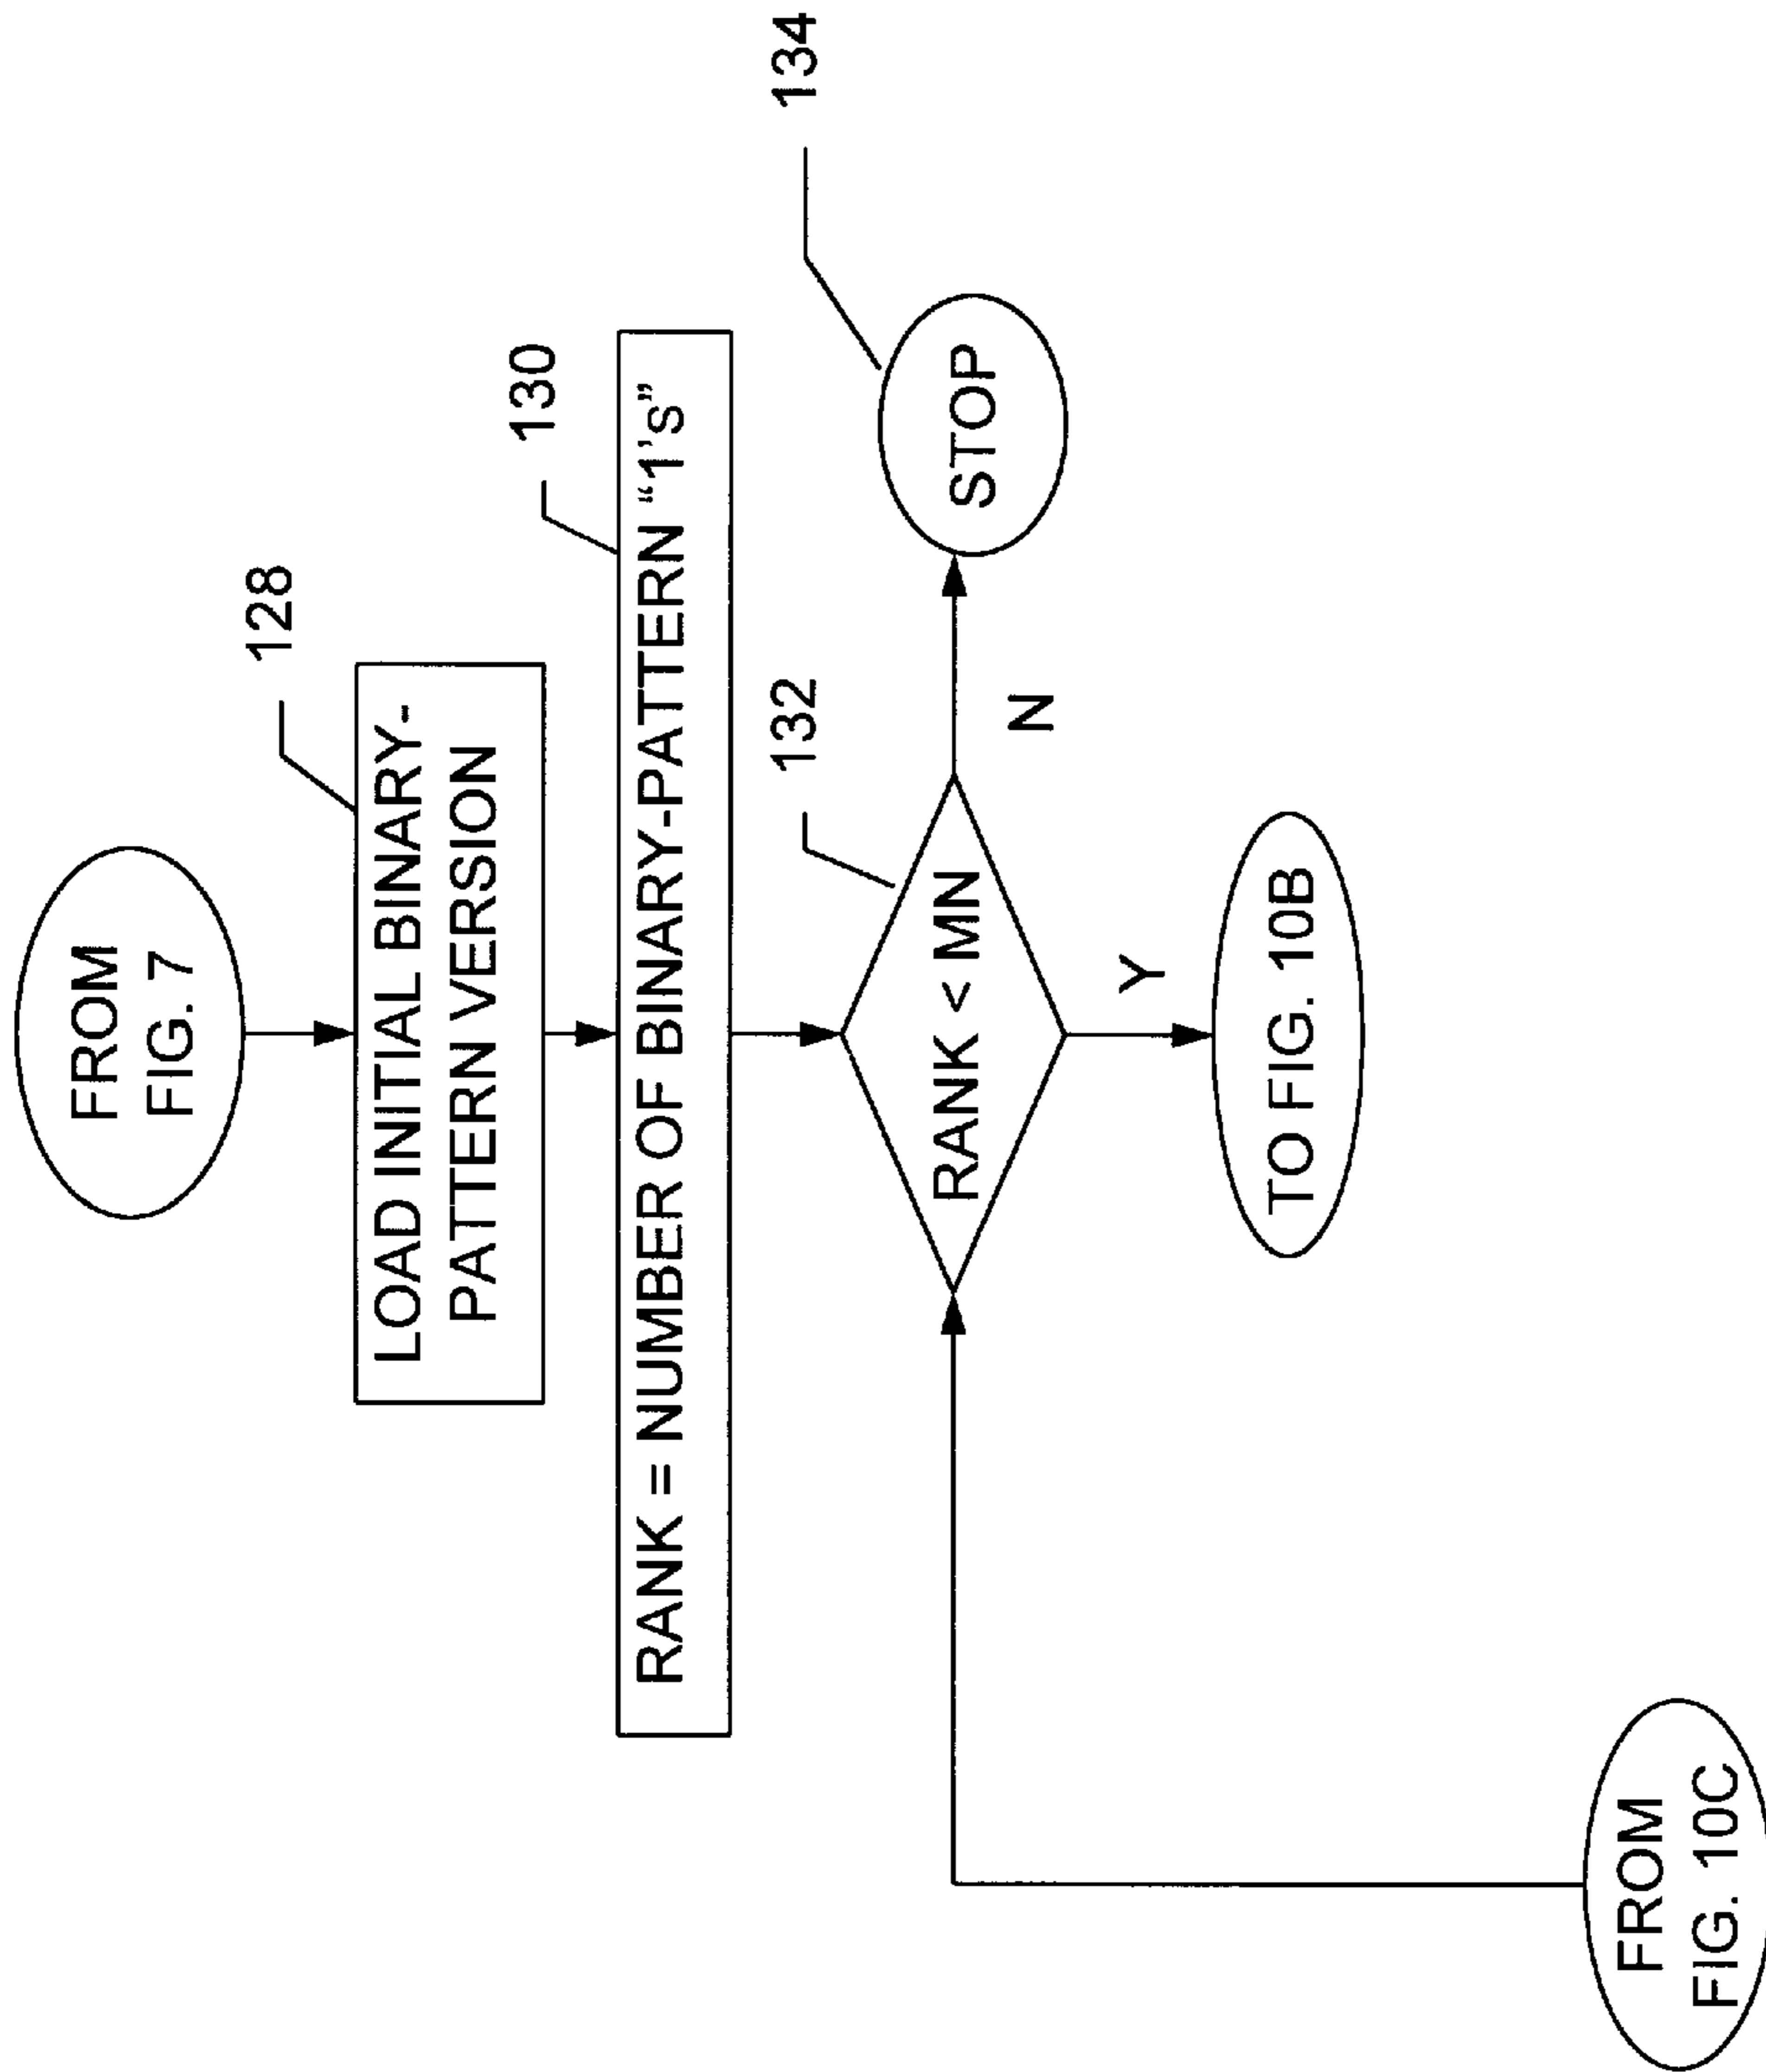 FROM
FIG. 7
128
LOAD INITIAL BINARY-
PATTERN VERSION
130
RANK = NUMBER OF BINARY-PATTERN “1’s”
132
134
RANK < MN
N
STOP
Y
TO FIG. 10B
FROM
FIG. 10C